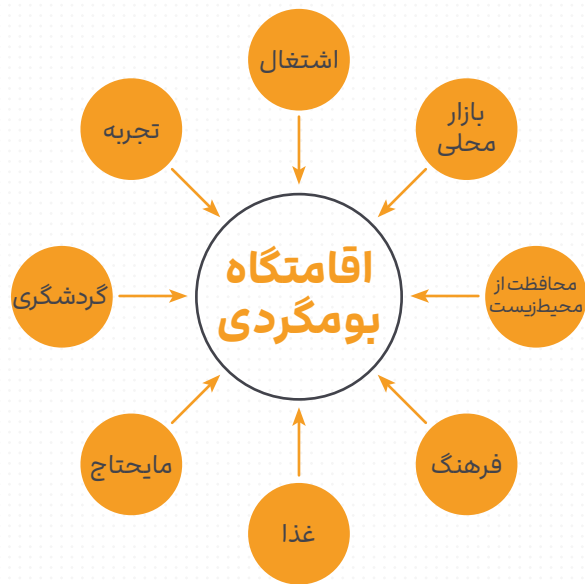 اشتغال
بازار
محلی
تجربه
اقامتگاه
بومگردی
محافظت از
محیط‌زیست
گردشگری
فرهنگ
مایحتاج
غذا